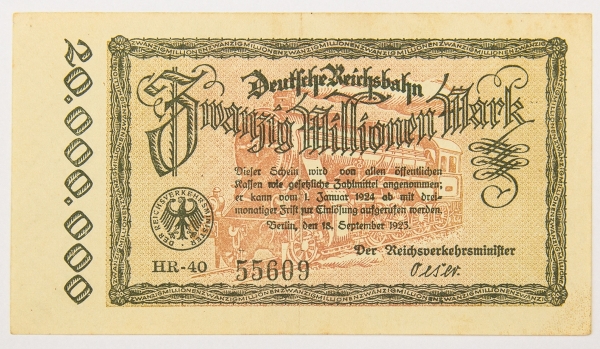 ZWANZIGMILLIONENZWANZIGMILLIONENZWANZIGMILLIONEN
20.000.000
Deutsche Reichsbahn
Zwanzig Millionen Mark
Dieser Schein wird von allen öffentlichen
Kassen wie gesetzliche Zahlmittel angenommen;
er kann vom 1. Januar 1924 ab mit drei-
monatiger Frist zur Einlösung aufgerufen werden.
Berlin, den 18. September 1923.
Der Reichsverkehrsminister
Oeser.
DER REICHSVERKEHRSMINISTER
HR-40 55609